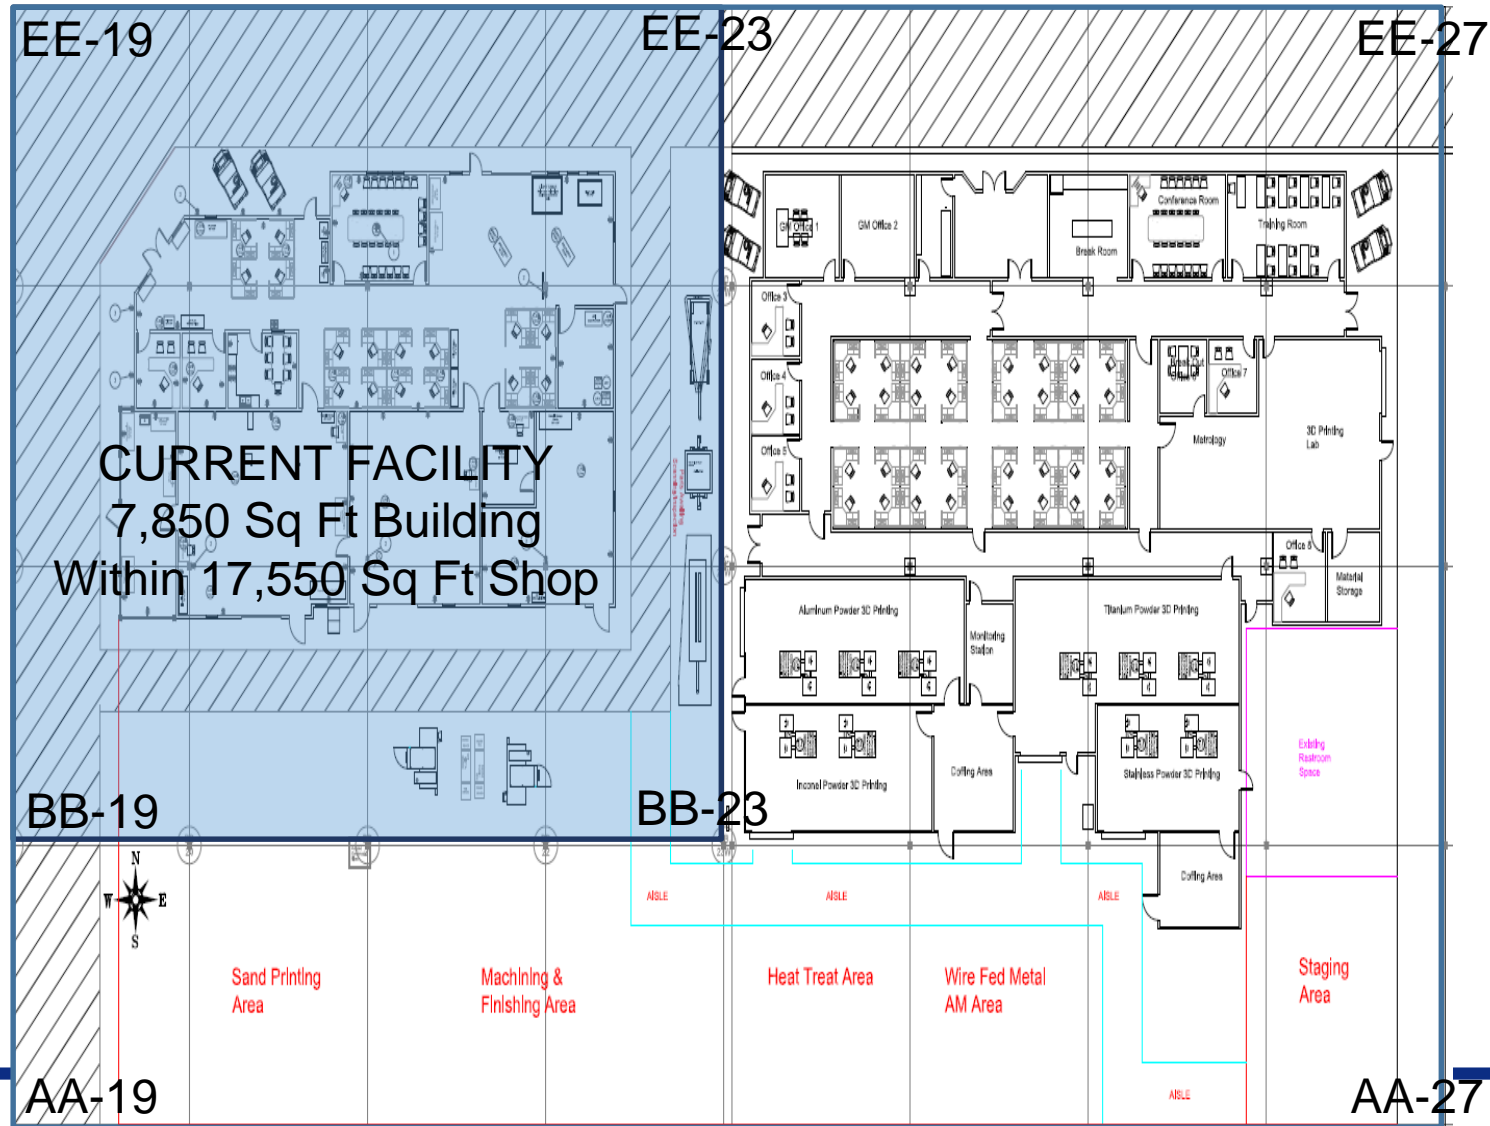 EE-19
EE-23
EE-27
Conference Room
GM Office 1
GM Office 2
Training Room
Break Room
Office 3
Office 4
Office 7
3D Printing
Lab
Metrology
Office 5
CURRENT FACILITY
7,850 Sq Ft Building
Within 17,550 Sq Ft Shop
Office 8
Material
Storage
Aluminum Powder 3D Printing
Titanium Powder 3D Printing
Monitoring
Station
Existing
Restroom
Space
Coffing Area
Stainless Powder 3D Printing
Inconel Powder 3D Printing
BB-19
BB-23
N
W
E
S
Coffing Area
AISLE
AISLE
AISLE
Sand Printing
Area
Machining &
Finishing Area
Heat Treat Area
Wire Fed Metal
AM Area
Staging
Area
AA-19
AISLE
AA-27